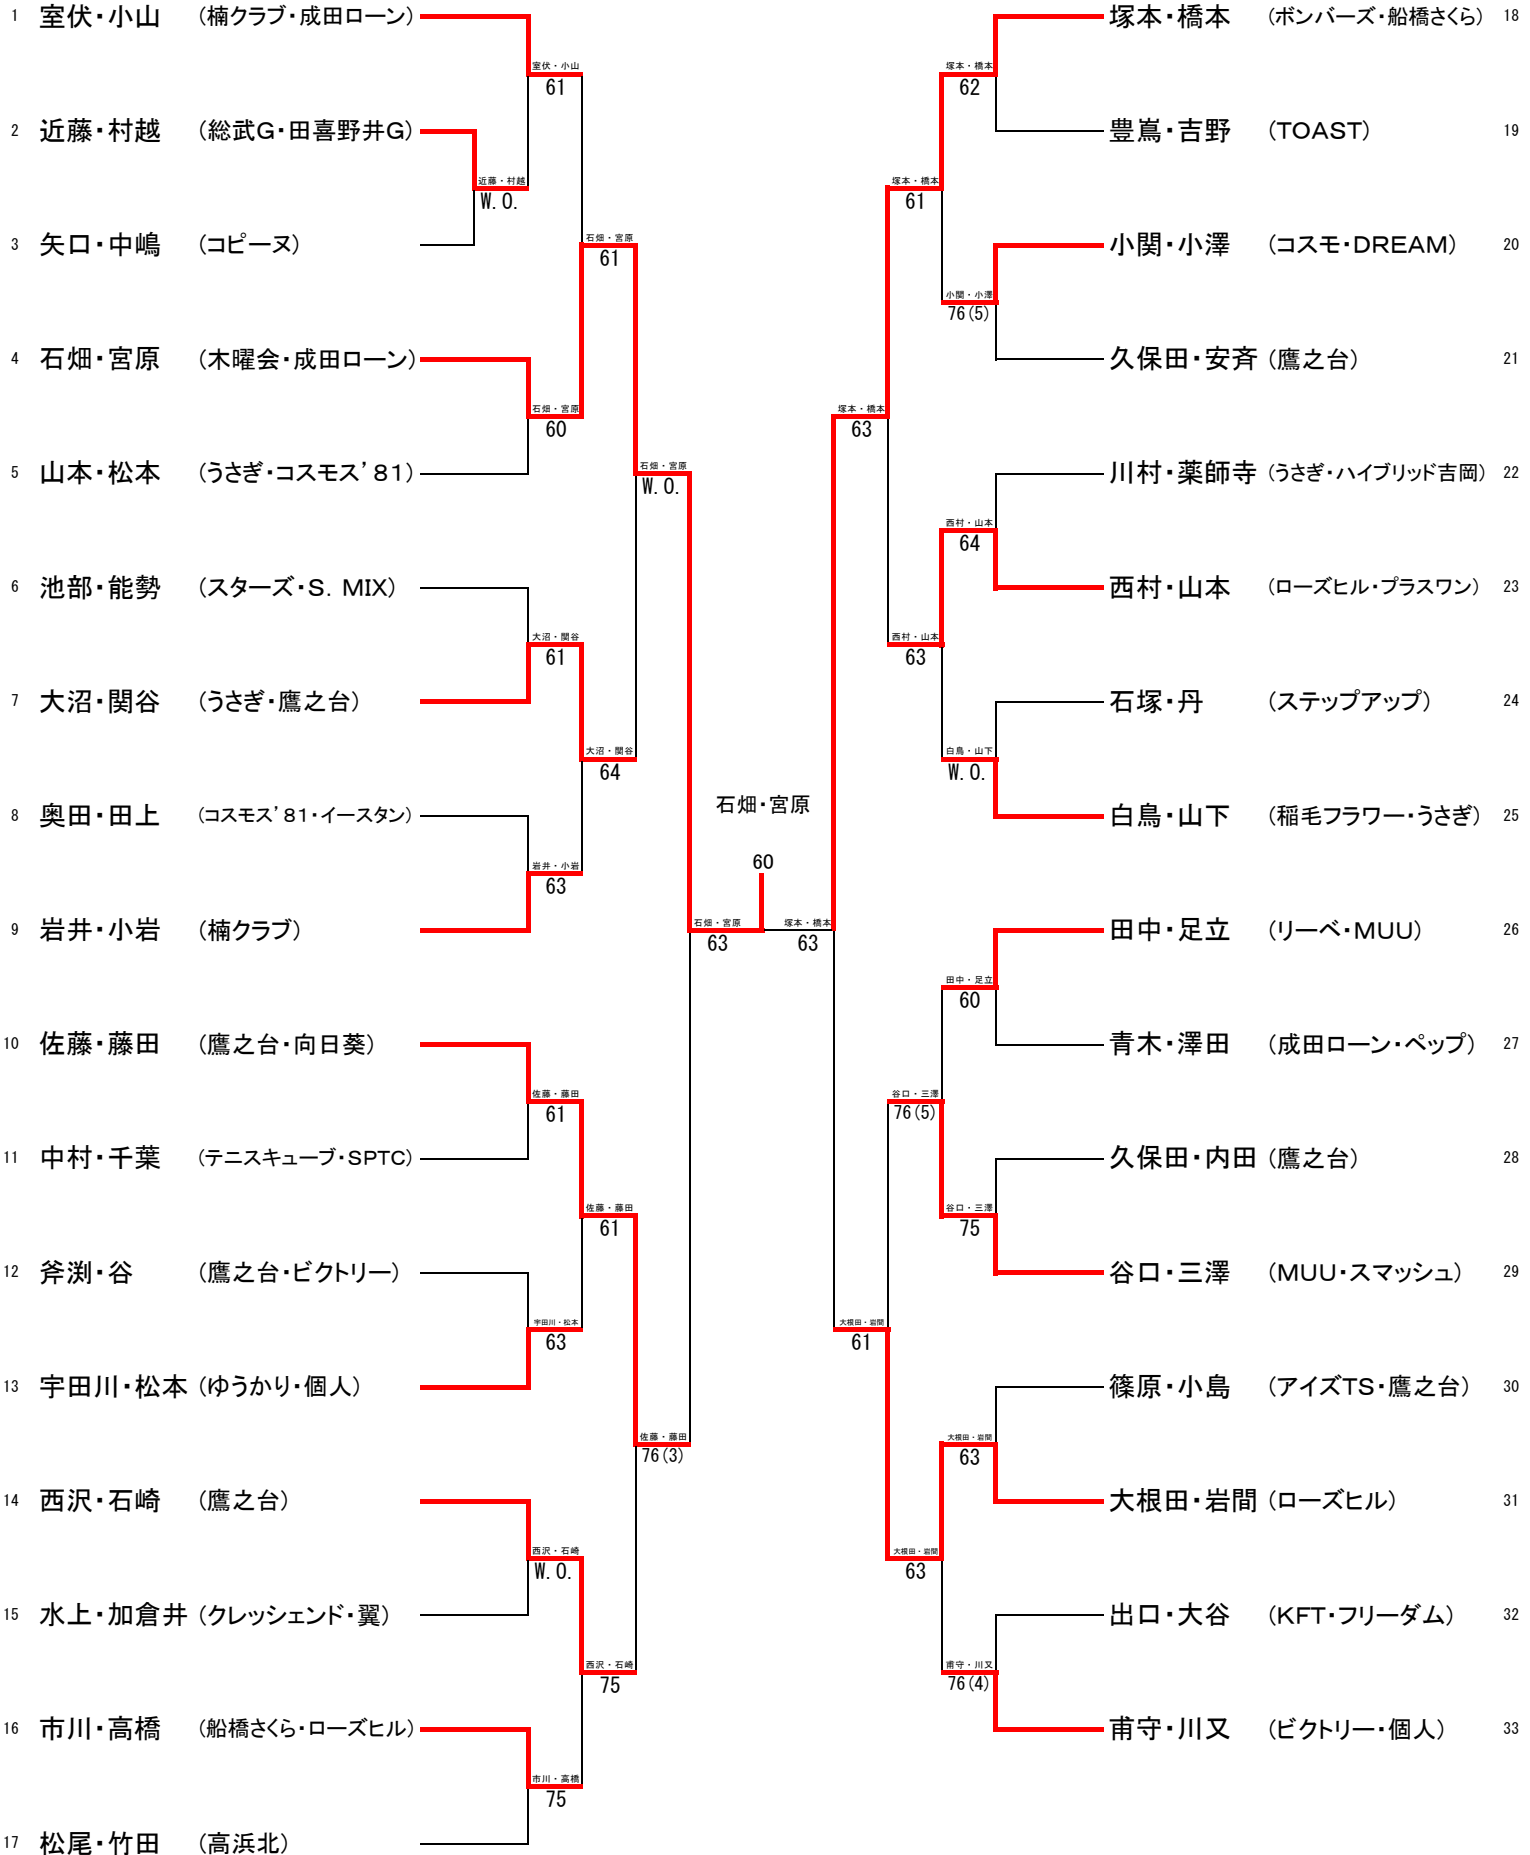 1 室伏・小山 (楠クラブ・成田ローン)
室伏・小山
61
2 近藤・村越 (総武G・田喜野井G)
近藤・村越
W.O.
3 矢口・中嶋 (コピーヌ)
石畑・宮原
61
4 石畑・宮原 (木曜会・成田ローン)
石畑・宮原
60
5 山本・松本 (うさぎ・コスモス’81)
石畑・宮原
W.O.
6 池部・能勢 (スターズ・S.MIX)
大沼・関谷
61
7 大沼・関谷 (うさぎ・鷹之台)
大沼・関谷
64
8 奥田・田上 (コスモス’81・イースタン)
岩井・小岩
63
9 岩井・小岩 (楠クラブ)
石畑・宮原
63
10 佐藤・藤田 (鷹之台・向日葵)
佐藤・藤田
61
11 中村・千葉 (テニスキューブ・SPTC)
佐藤・藤田
61
12 斧渕・谷 (鷹之台・ビクトリー)
宇田川・松本
63
13 宇田川・松本 (ゆうかり・個人)
佐藤・藤田
76(3)
14 西沢・石崎 (鷹之台)
西沢・石崎
W.O.
15 水上・加倉井 (クレッシェンド・翼)
西沢・石崎
75
16 市川・高橋 (船橋さくら・ローズヒル)
市川・高橋
75
17 松尾・竹田 (高浜北)
石畑・宮原
60
塚本・橋本 (ボンバーズ・船橋さくら) 18
塚本・橋本
62
豊嶌・吉野 (TOAST) 19
塚本・橋本
61
小関・小澤 (コスモ・DREAM) 20
小関・小澤
76(5)
久保田・安斉 (鷹之台) 21
塚本・橋本
63
川村・薬師寺 (うさぎ・ハイブリッド吉岡) 22
西村・山本
64
西村・山本 (ローズヒル・プラスワン) 23
西村・山本
63
石塚・丹 (ステップアップ) 24
白鳥・山下
W.O.
白鳥・山下 (稲毛フラワー・うさぎ) 25
塚本・橋本
63
田中・足立 (リーベ・MUU) 26
田中・足立
60
青木・澤田 (成田ローン・ペップ) 27
谷口・三澤
76(5)
久保田・内田 (鷹之台) 28
谷口・三澤
75
谷口・三澤 (MUU・スマッシュ) 29
大根田・岩間
61
篠原・小島 (アイズTS・鷹之台) 30
大根田・岩間
63
大根田・岩間 (ローズヒル) 31
大根田・岩間
63
出口・大谷 (KFT・フリーダム) 32
甫守・川又
76(4)
甫守・川又 (ビクトリー・個人) 33